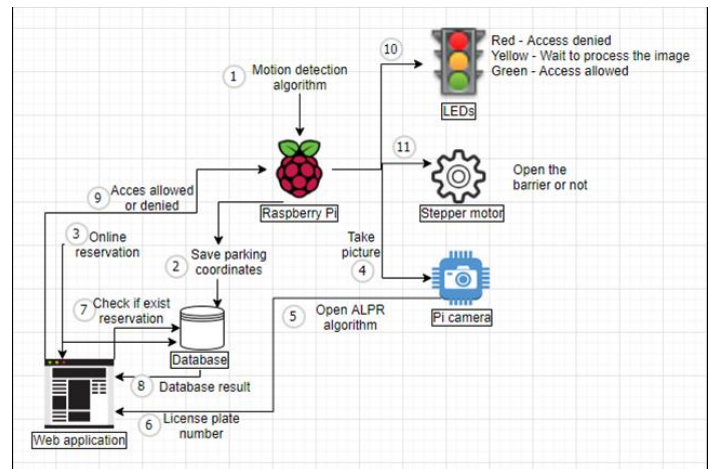 10
Red - Access denied
Yellow - Wait to process the image
Green - Access allowed
LEDs
1
Motion detection
algorithm
Raspberry Pi
11
Open the
barrier or not
Stepper motor
9
Acces allowed
or denied
3
Online
reservation
2
Save parking
coordinates
Take
picture
4
Pi camera
7
Check if exist
reservation
5
Open ALPR
algorithm
Database
8
Database result
6
License plate
number
Web application